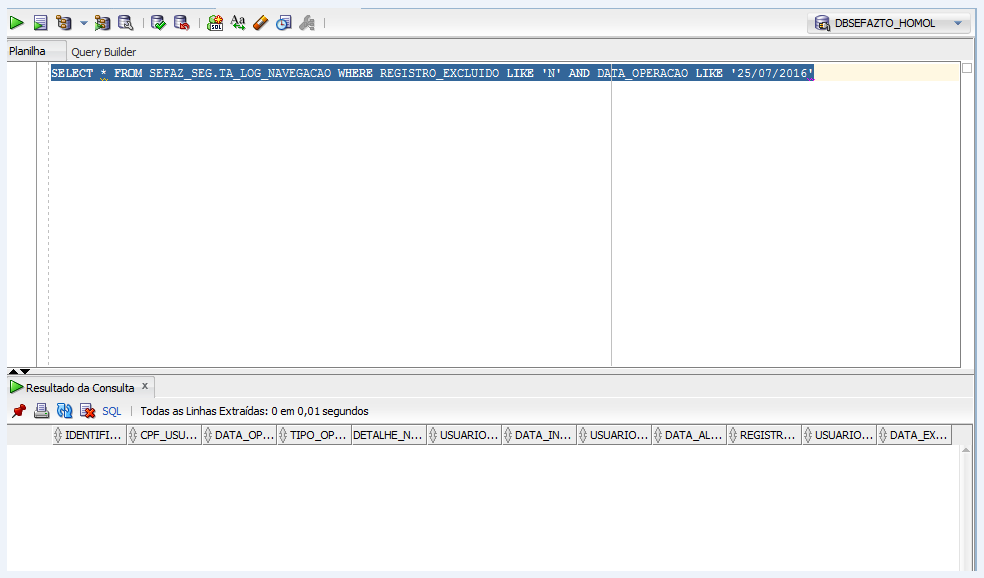 DBSEFAZTO_HOMOL
Planilha Query Builder
SELECT * FROM SEFAZ_SEG.TA_LOG_NAVEGACAO WHERE REGISTRO_EXCLUIDO LIKE 'N' AND DATA_OPERACAO LIKE '25/07/2016'
Resultado da Consulta x
SQL | Todas as Linhas Extraídas: 0 em 0,01 segundos
IDENTIFI... CPF_USU... DATA_OP... TIPO_OP... DETALHE_N... USUARIO... DATA_IN... USUARIO... DATA_AL... REGISTR... USUARIO... DATA_EX...